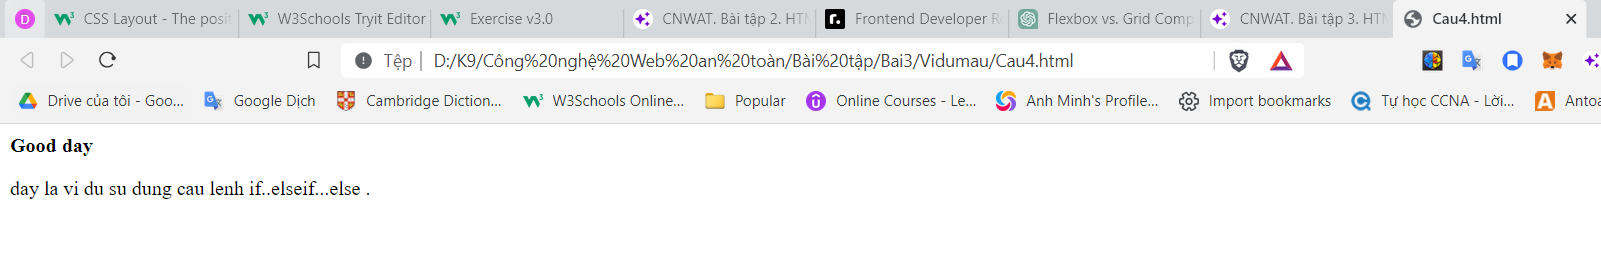 D
CSS Layout - The posit
W3Schools Tryit Editor
Exercise v3.0
CNWAT. Bài tập 2. HTM
Frontend Developer Ro
Flexbox vs. Grid Comp
CNWAT. Bài tập 3. HTM
Cau4.html
Tệp
D:/K9/Công%20nghệ%20Web%20an%20toàn/Bài%20tập/Bai3/Vidumau/Cau4.html
Drive của tôi - Goo...
Google Dịch
Cambridge Diction...
W3Schools Online...
Popular
Online Courses - Le...
Anh Minh's Profile...
Import bookmarks
Tự học CCNA - Lời...
Antoa
Good day
day la vi du su dung cau lenh if..elseif...else .